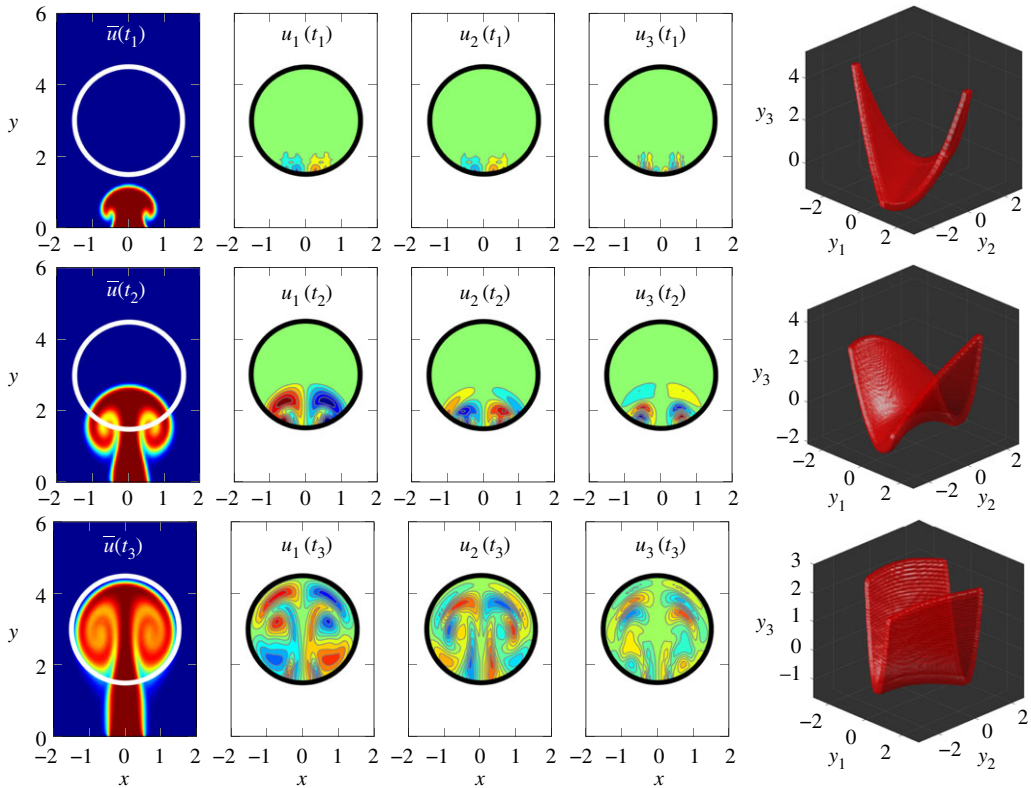 6
u̅(t₁)
u₁(t₁)
u₂(t₁)
u₃(t₁)
4
y
2
0
−2 −1 0 1 2
−2 −1 0 1 2
−2 −1 0 1 2
−2 −1 0 1 2
4
y₃
2
0
−2 0 2
y₁
−2 0 2
y₂
6
u̅(t₂)
u₁(t₂)
u₂(t₂)
u₃(t₂)
4
y
2
0
−2 −1 0 1 2
−2 −1 0 1 2
−2 −1 0 1 2
−2 −1 0 1 2
4
2
y₃
0
−2
−2 0 2
y₁
−2 0 2
y₂
6
u̅(t₃)
u₁(t₃)
u₂(t₃)
u₃(t₃)
4
y
2
0
−2 −1 0 1 2
−2 −1 0 1 2
−2 −1 0 1 2
−2 −1 0 1 2
x
x
x
x
3
2
1
y₃
0
−1
−2 0 2
y₁
−2 0 2
y₂